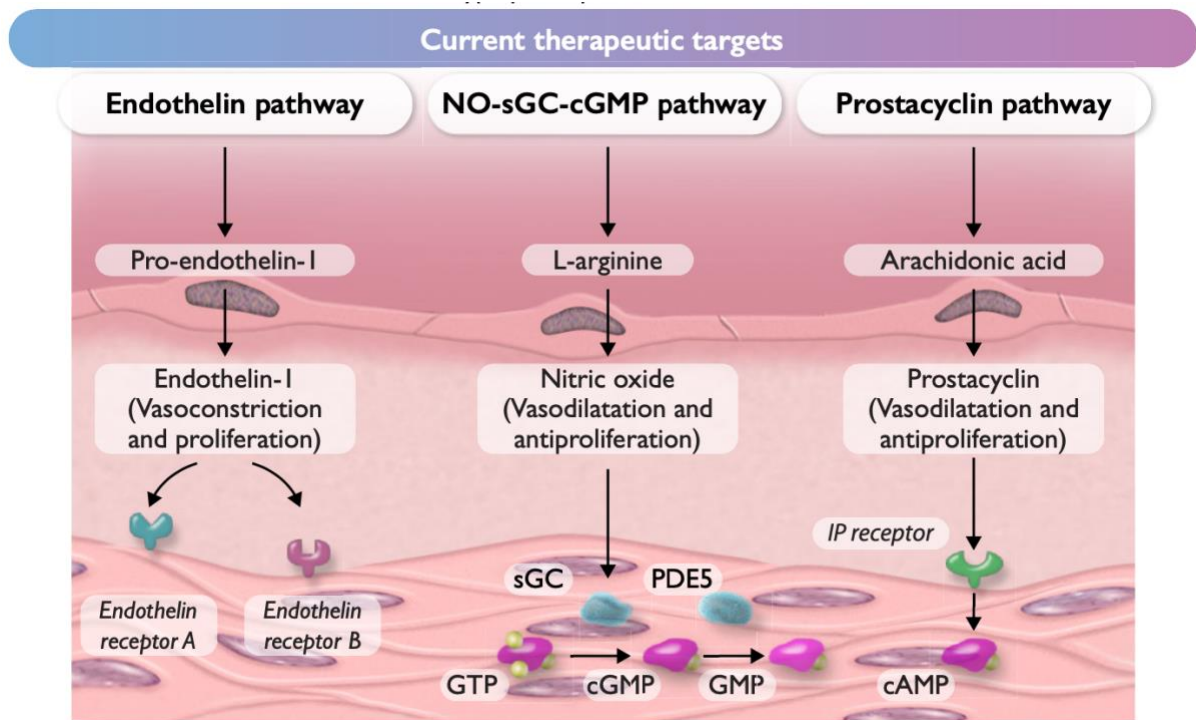 Current therapeutic targets
Endothelin pathway
NO-sGC-cGMP pathway
Prostacyclin pathway
Pro-endothelin-1
L-arginine
Arachidonic acid
Endothelin-1
(Vasoconstriction
and proliferation)
Nitric oxide
(Vasodilatation and
antiproliferation)
Prostacyclin
(Vasodilatation and
antiproliferation)
IP receptor
sGC
PDE5
Endothelin
receptor A
Endothelin
receptor B
GTP
cGMP
GMP
cAMP